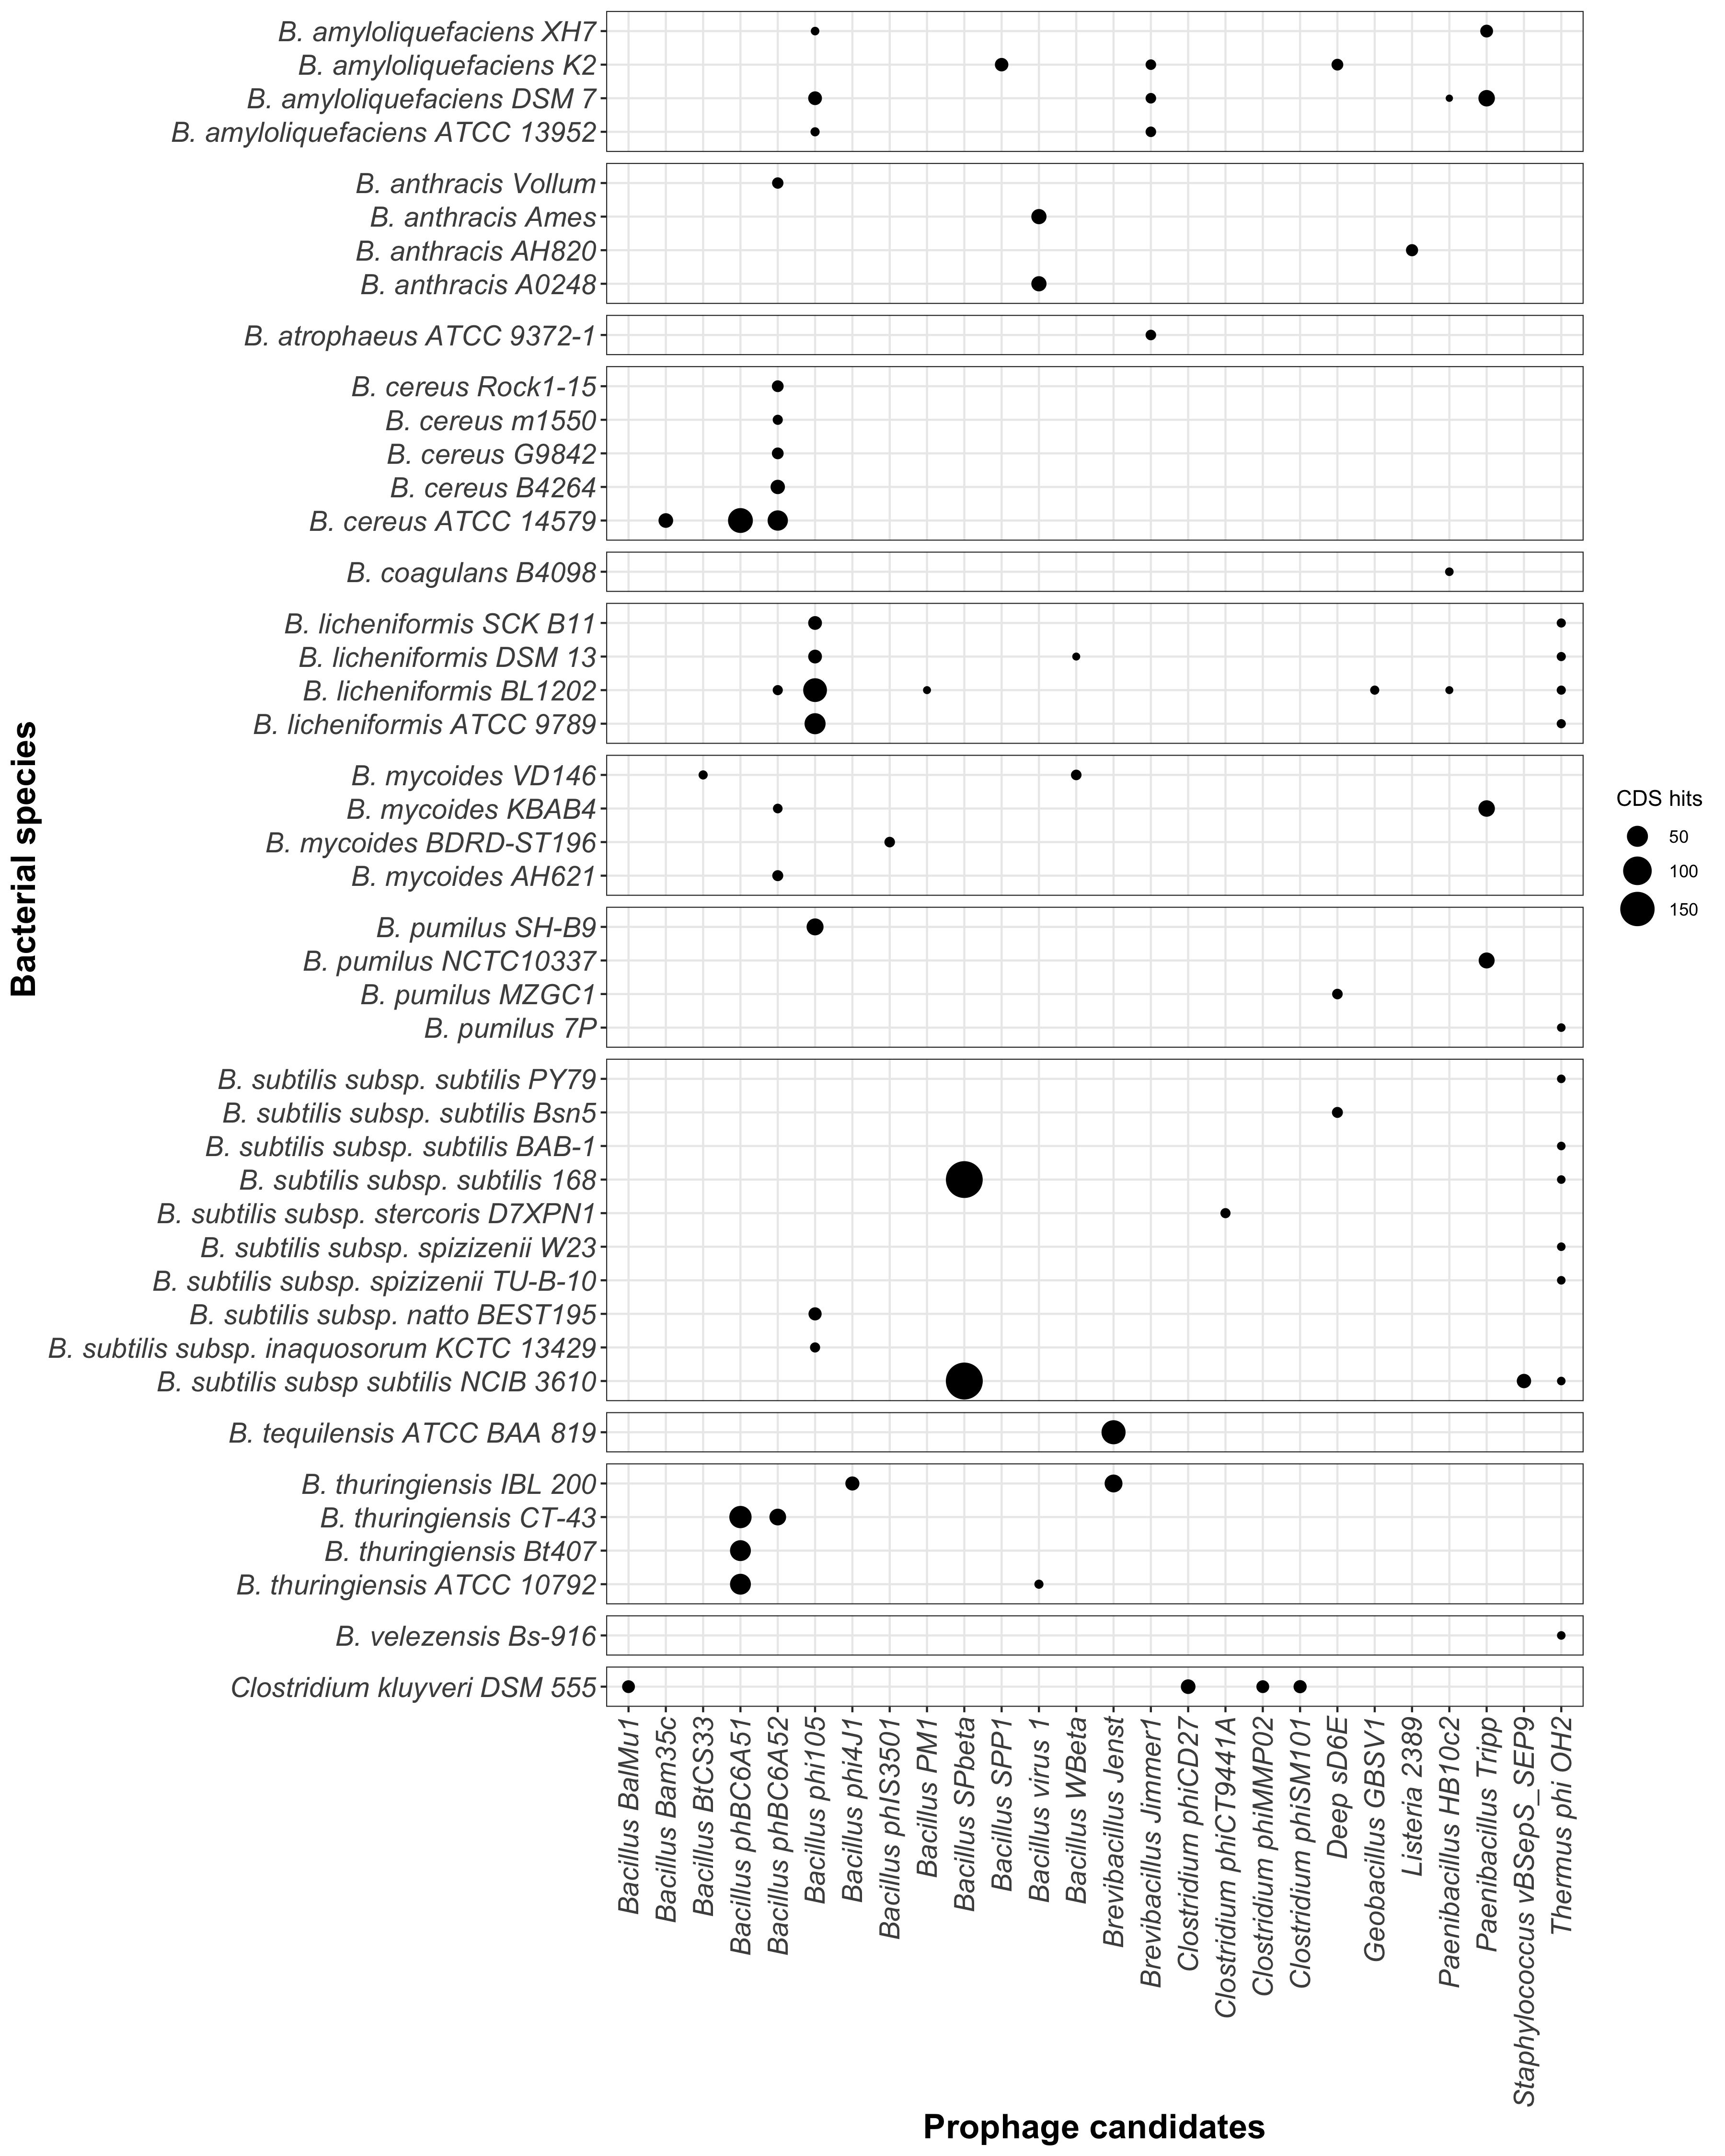 B. amyloliquefaciens XH7
B. amyloliquefaciens K2
B. amyloliquefaciens DSM 7
B. amyloliquefaciens ATCC 13952
B. anthracis Vollum
B. anthracis Ames
B. anthracis AH820
B. anthracis A0248
B. atrophaeus ATCC 9372-1
B. cereus Rock1-15
B. cereus m1550
B. cereus G9842
B. cereus B4264
B. cereus ATCC 14579
B. coagulans B4098
B. licheniformis SCK B11
B. licheniformis DSM 13
B. licheniformis BL1202
B. licheniformis ATCC 9789
B. mycoides VD146
B. mycoides KBAB4
B. mycoides BDRD-ST196
B. mycoides AH621
B. pumilus SH-B9
B. pumilus NCTC10337
B. pumilus MZGC1
B. pumilus 7P
B. subtilis subsp. subtilis PY79
B. subtilis subsp. subtilis Bsn5
B. subtilis subsp. subtilis BAB-1
B. subtilis subsp. subtilis 168
B. subtilis subsp. stercoris D7XPN1
B. subtilis subsp. spizizenii W23
B. subtilis subsp. spizizenii TU-B-10
B. subtilis subsp. natto BEST195
B. subtilis subsp. inaquosorum KCTC 13429
B. subtilis subsp subtilis NCIB 3610
B. tequilensis ATCC BAA 819
B. thuringiensis IBL 200
B. thuringiensis CT-43
B. thuringiensis Bt407
B. thuringiensis ATCC 10792
B. velezensis Bs-916
Clostridium kluyveri DSM 555
Bacterial species
Bacillus BalMu1
Bacillus Bam35c
Bacillus BtCS33
Bacillus phBC6A51
Bacillus phBC6A52
Bacillus phi105
Bacillus phi4J1
Bacillus phIS3501
Bacillus PM1
Bacillus SPbeta
Bacillus SPP1
Bacillus virus 1
Bacillus WBeta
Brevibacillus Jenst
Brevibacillus Jimmer1
Clostridium phiCD27
Clostridium phiCT9441A
Clostridium phiMMP02
Clostridium phiSM101
Deep sD6E
Geobacillus GBSV1
Listeria 2389
Paenibacillus HB10c2
Paenibacillus Tripp
Staphylococcus vBSepS_SEP9
Thermus phi OH2
Prophage candidates
CDS hits
50
100
150